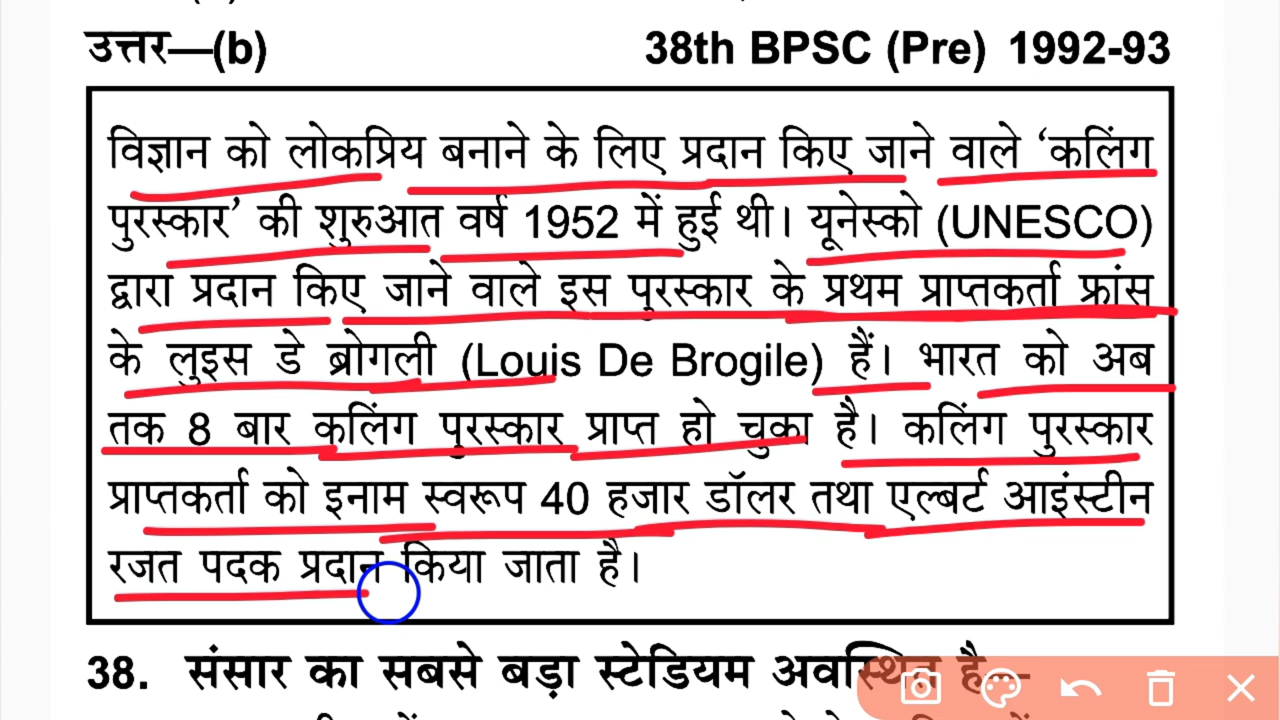 उत्तर—(b) 38th BPSC (Pre) 1992-93
विज्ञान को लोकप्रिय बनाने के लिए प्रदान किए जाने वाले ‘कलिंग
पुरस्कार’ की शुरुआत वर्ष 1952 में हुई थी। यूनेस्को (UNESCO)
द्वारा प्रदान किए जाने वाले इस पुरस्कार के प्रथम प्राप्तकर्ता फ्रांस
के लुइस डे ब्रोगली (Louis De Brogile) हैं। भारत को अब
तक 8 बार कलिंग पुरस्कार प्राप्त हो चुका है। कलिंग पुरस्कार
प्राप्तकर्ता को इनाम स्वरूप 40 हजार डॉलर तथा एल्बर्ट आइंस्टीन
रजत पदक प्रदान किया जाता है।
38. संसार का सबसे बड़ा स्टेडियम अवस्थित है—